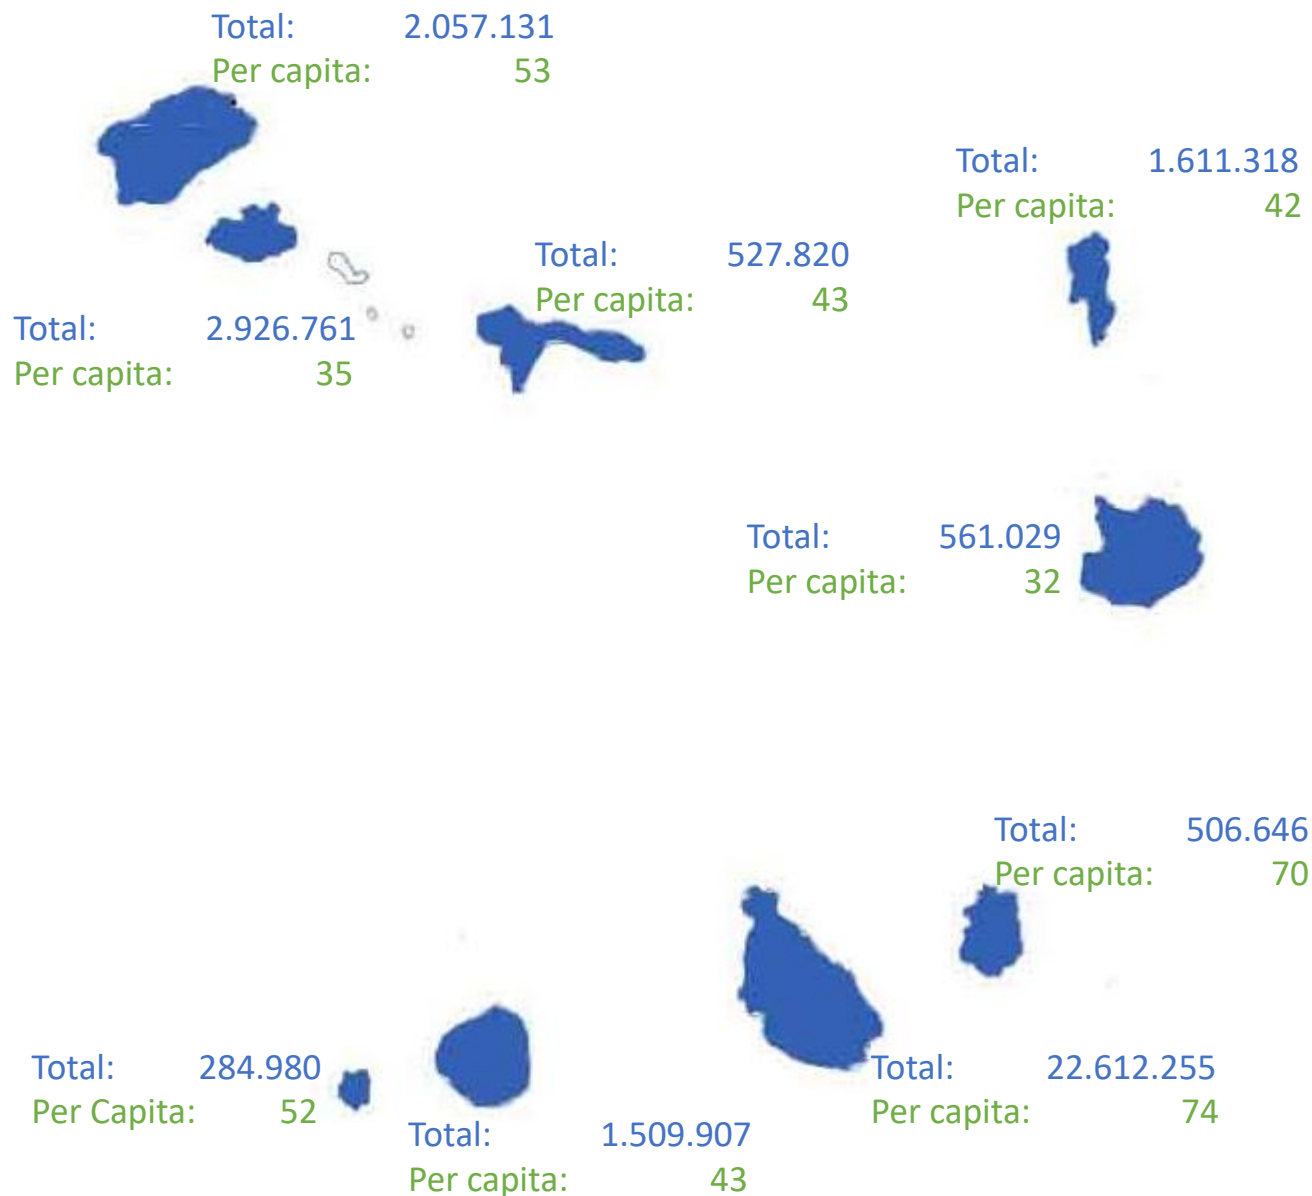 Total: 2.057.131
Per capita: 53
Total: 1.611.318
Per capita: 42
Total: 527.820
Per capita: 43
Total: 2.926.761
Per capita: 35
Total: 561.029
Per capita: 32
Total: 506.646
Per capita: 70
Total: 284.980
Per Capita: 52
Total: 22.612.255
Per capita: 74
Total: 1.509.907
Per capita: 43